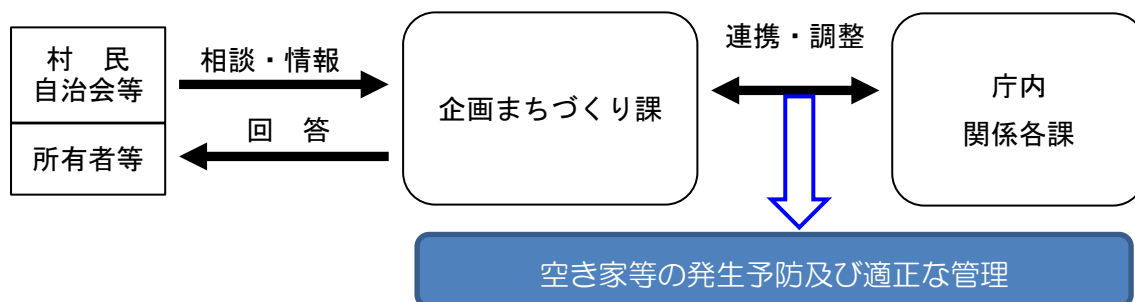 村　民
自治会等
所有者等
相談・情報
回　答
企画まちづくり課
連携・調整
庁内
関係各課
空き家等の発生予防及び適正な管理